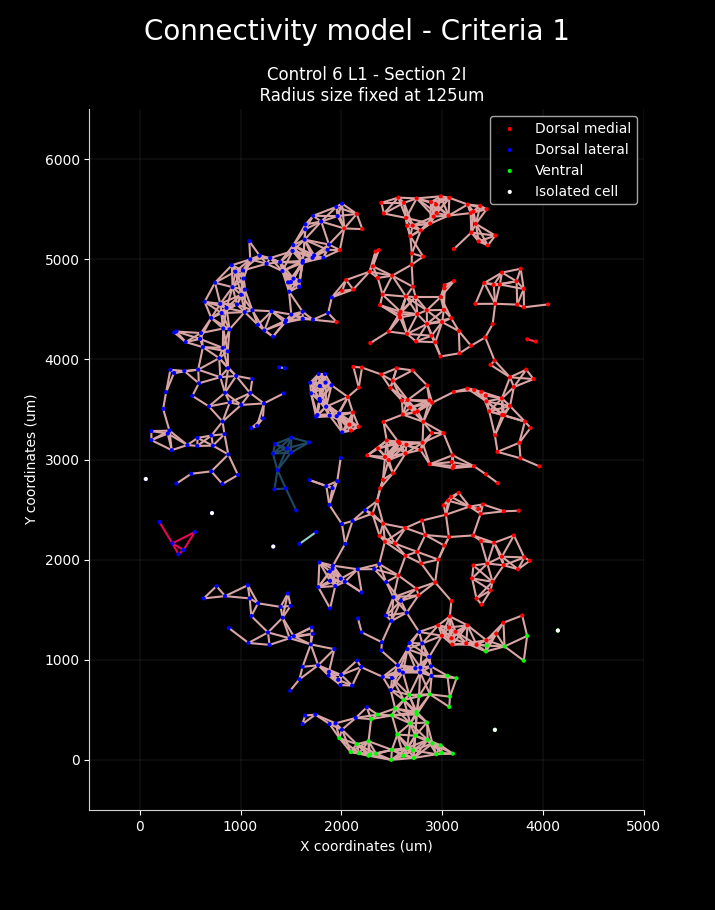 Connectivity model - Criteria 1
Control 6 L1 - Section 2I
Radius size fixed at 125um
Dorsal medial
Dorsal lateral
Ventral
Isolated cell
6000
5000
4000
3000
2000
1000
0
Y coordinates (um)
0 1000 2000 3000 4000 5000
X coordinates (um)